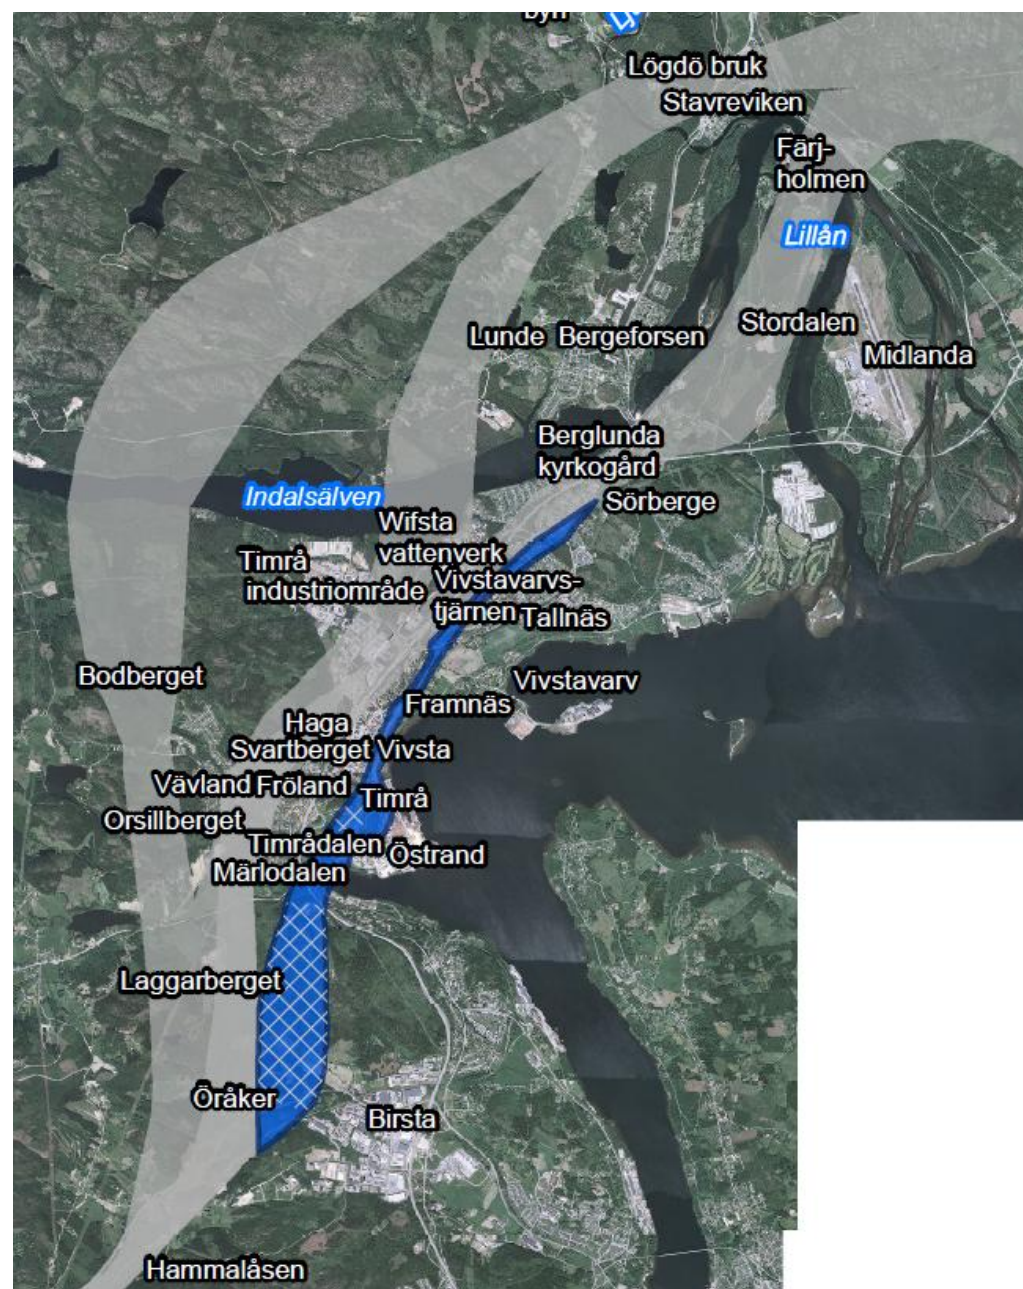 byn
Lj
Lögdö bruk
Stavreviken
Färj-
holmen
Lillån
Lunde
Bergeforsen
Stordalen
Midlanda
Berglunda
kyrkogård
Indalsälven
Sörberge
Wifsta
vattenverk
Timrå
industriområde
Vivstavarvs-
tjärnen
Tallnäs
Bodberget
Vivstavarv
Framnäs
Haga
Svartberget
Vivsta
Vävland
Fröland
Timrå
Orsillberget
Timrådalen
Östrand
Märlodalen
Laggarberget
Öråker
Birsta
Hammalåsen